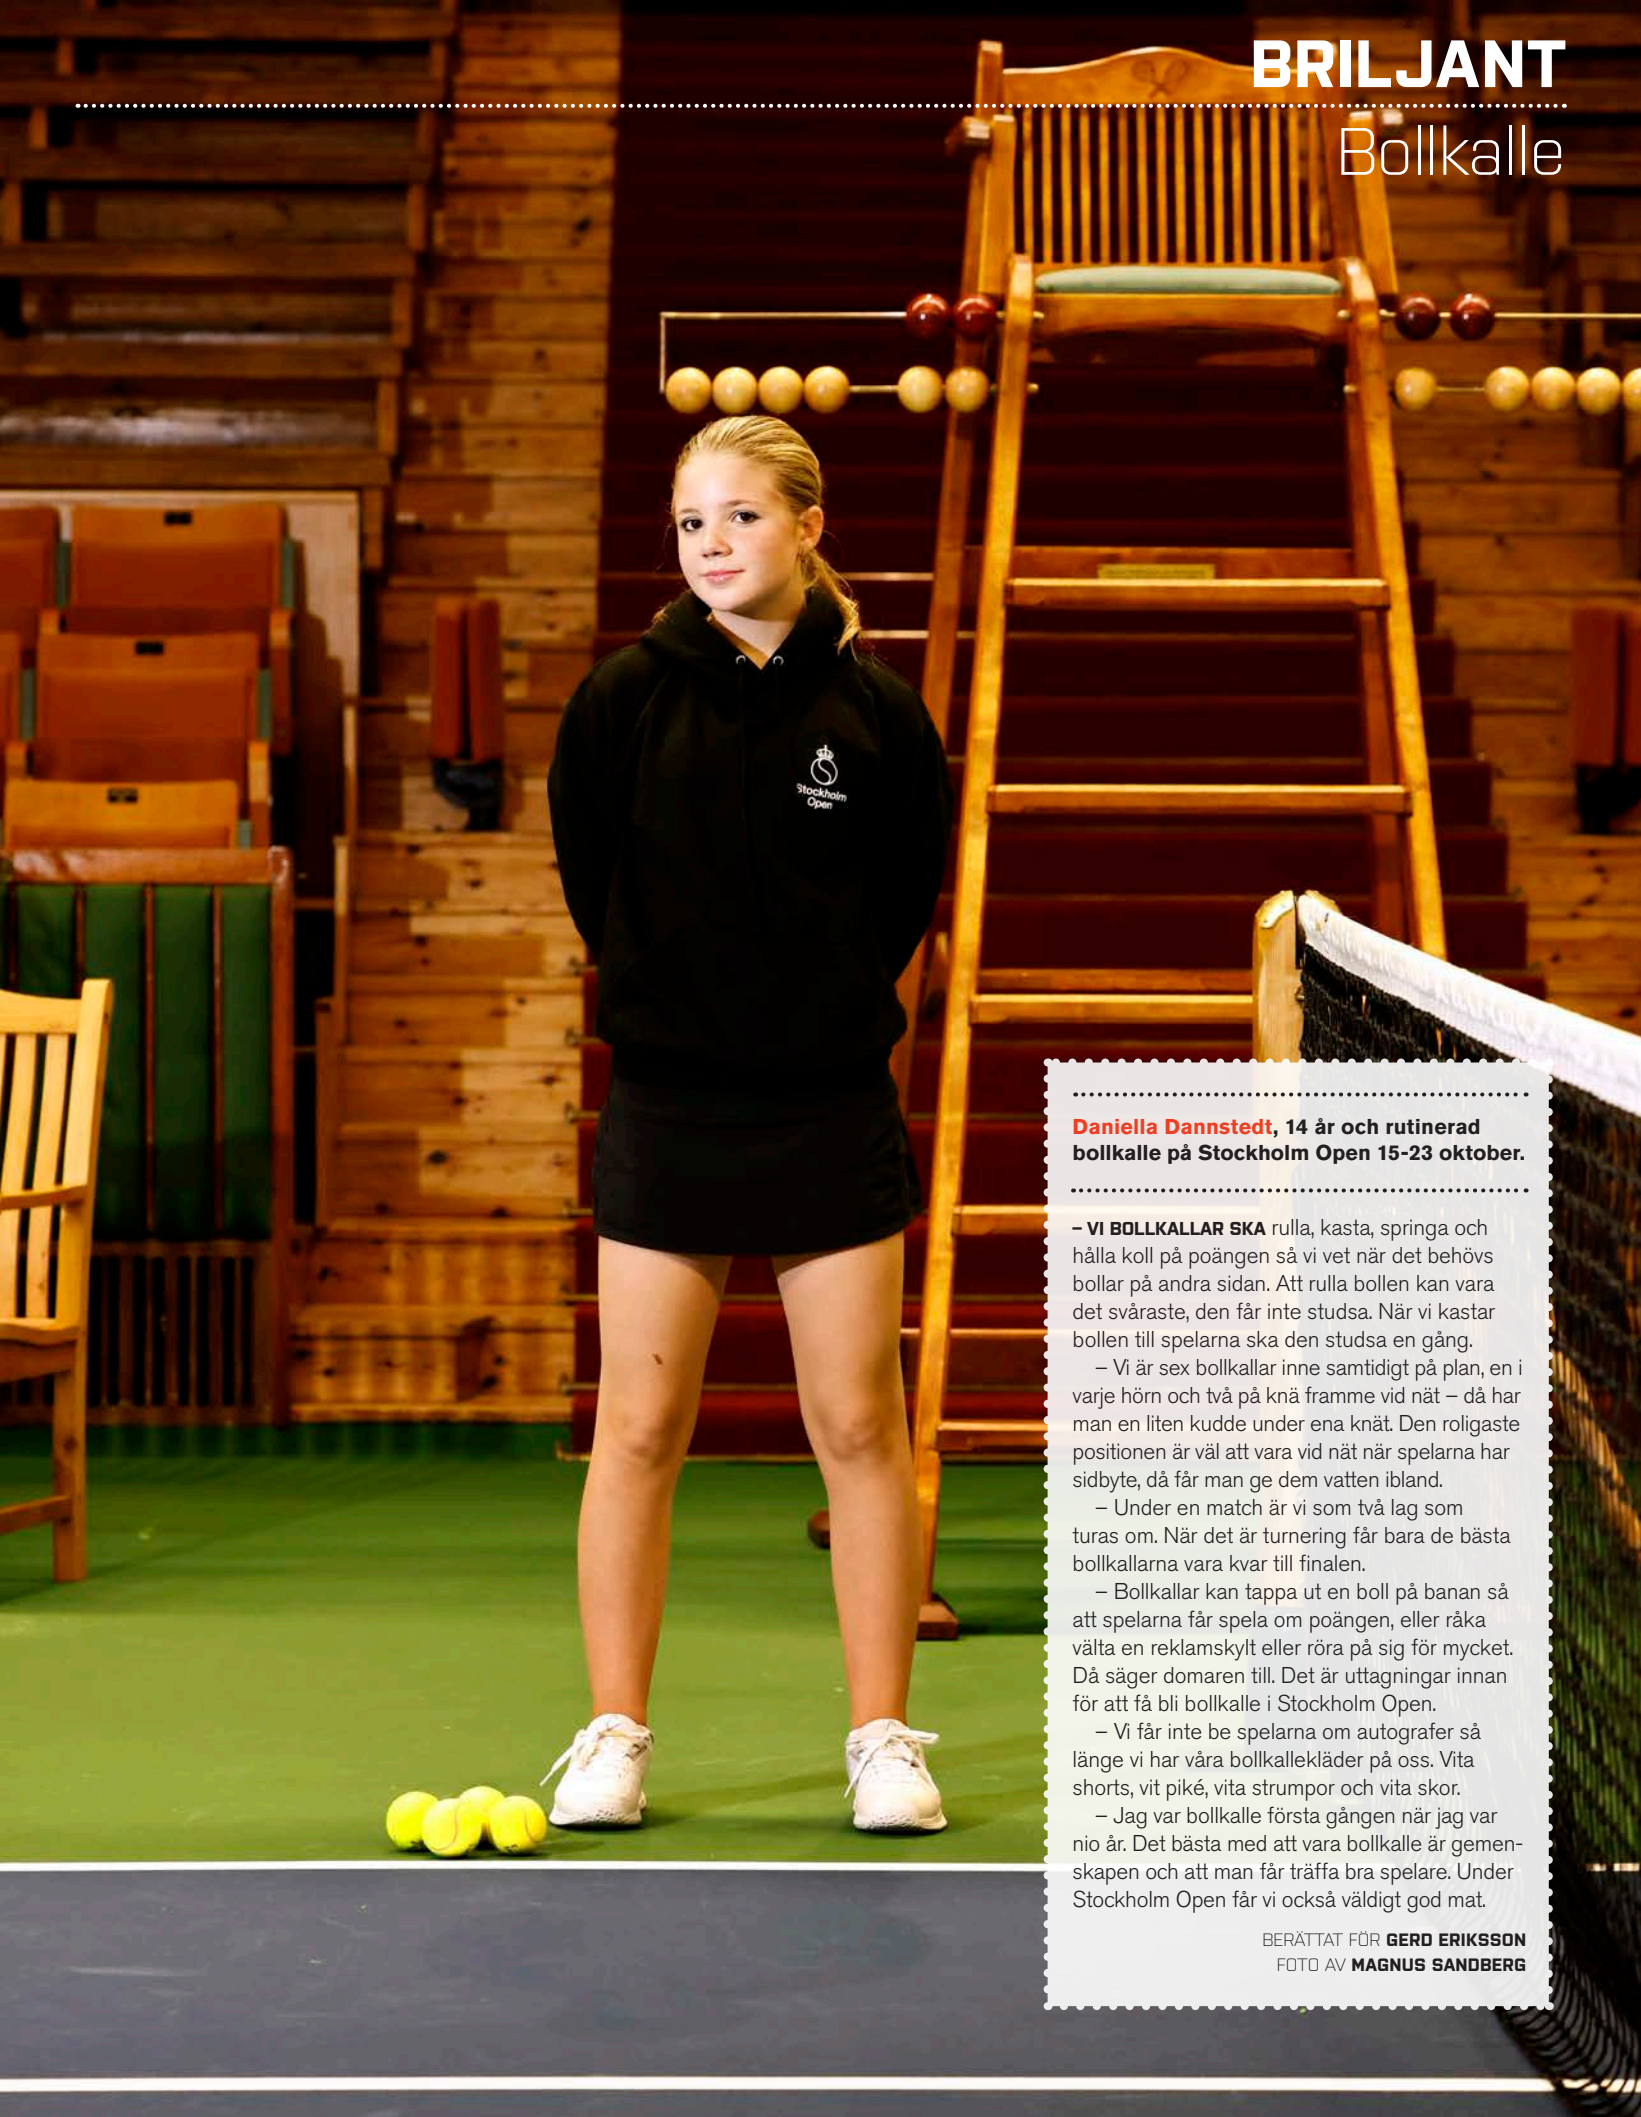 BRILJANT
Bollkalle
Stockholm
Open
Daniella Dannstedt, 14 år och rutinerad
bollkalle på Stockholm Open 15-23 oktober.
– VI BOLLKALLAR SKA rulla, kasta, springa och
hålla koll på poängen så vi vet när det behövs
bollar på andra sidan. Att rulla bollen kan vara
det svåraste, den får inte studsa. När vi kastar
bollen till spelarna ska den studsa en gång.
– Vi är sex bollkallar inne samtidigt på plan, en i
varje hörn och två på knä framme vid nät – då har
man en liten kudde under ena knät. Den roligaste
positionen är väl att vara vid nät när spelarna har
sidbyte, då får man ge dem vatten ibland.
– Under en match är vi som två lag som
turas om. När det är turnering får bara de bästa
bollkallarna vara kvar till finalen.
– Bollkallar kan tappa ut en boll på banan så
att spelarna får spela om poängen, eller råka
välta en reklamskylt eller röra på sig för mycket.
Då säger domaren till. Det är uttagningar innan
för att få bli bollkalle i Stockholm Open.
– Vi får inte be spelarna om autografer så
länge vi har våra bollkallekläder på oss. Vita
shorts, vit piké, vita strumpor och vita skor.
– Jag var bollkalle första gången när jag var
nio år. Det bästa med att vara bollkalle är gemen-
skapen och att man får träffa bra spelare. Under
Stockholm Open får vi också väldigt god mat.
BERÄTTAT FÖR GERD ERIKSSON
FOTO AV MAGNUS SANDBERG